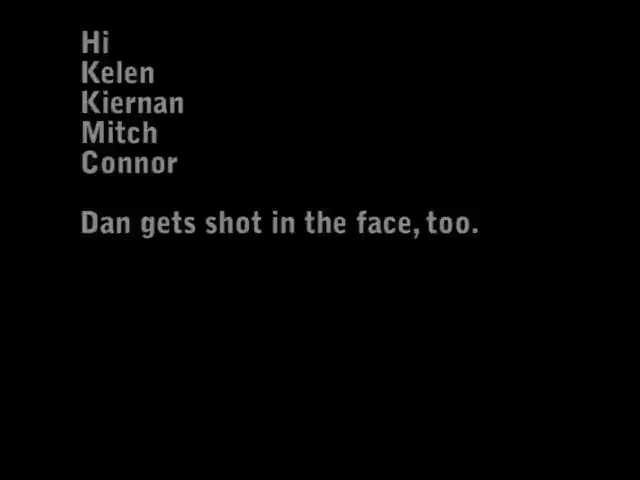 Hi
Kelen
Kiernan
Mitch
Connor
Dan gets shot in the face, too.